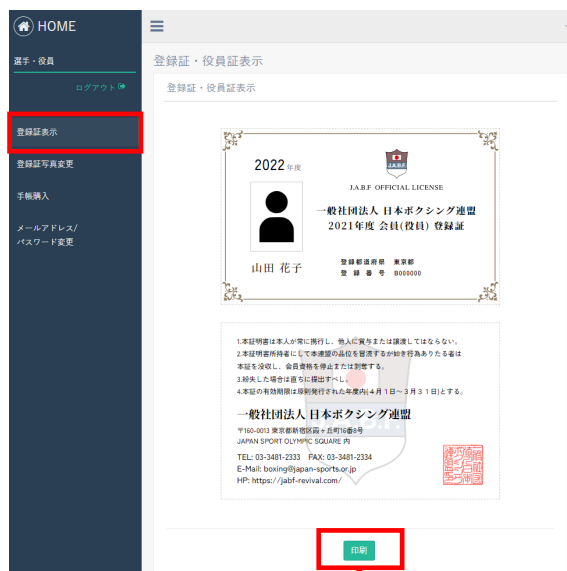 HOME
選手・役員
ログアウト
登録証表示
登録証写真変更
手帳購入
メールアドレス/
パスワード変更
登録証・役員証表示
登録証・役員証表示
2022 年度
J.A.B.F
J.A.B.F OFFICIAL LICENSE
一般社団法人 日本ボクシング連盟
2021年度 会員(役員) 登録証
山田 花子
登録都道府県 東京都
登録番号 B000000
1.本証明書は本人が常に携行し、他人に貸与または譲渡してはならない。
2.本証明書所持者にして本連盟の品位を冒涜するが如き行為ありたる者は
本証を没収し、会員資格を停止または剥奪する。
3.紛失した場合は直ちに提出すべし。
4.本証の有効期限は原則発行された年度内(4月1日〜3月31日)とする。
一般社団法人 日本ボクシング連盟
〒160-0013 東京都新宿区霞ヶ丘町16番8号
JAPAN SPORT OLYMPIC SQUARE 内
TEL: 03-3481-2333 FAX: 03-3481-2334
E-Mail: boxing@japan-sports.or.jp
HP: https://jabf-revival.com/
印刷